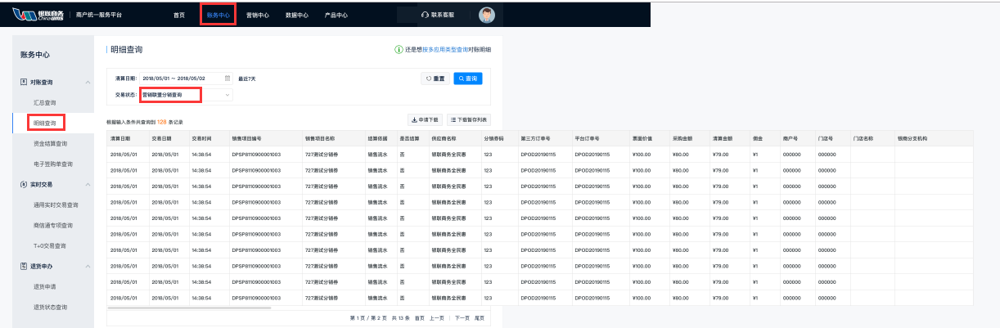 银联商务 China ums 商户统一服务平台 首页 账务中心 营销中心 数据中心 产品中心 联系客服
账务中心
对账查询
汇总查询
明细查询
资金结算查询
电子签购单查询
实时交易
通用实时交易查询
商信通专项查询
T+0交易查询
退货申办
退货申请
退货状态查询
明细查询 还是想按多应用类型查询对账明细
清算日期: 2018/05/01 ～ 2018/05/02 最近7天 重置 查询
交易状态: 营销联盟分销查询
根据输入条件共查询到 128 条记录 申请下载 下载暂存列表
清算日期 交易日期 交易时间 销售项目编号 销售项目名称 结算依据 是否结算 供应商名称 分销券码 第三方订单号 平台订单号 票面价值 采购金额 清算金额 佣金 商户号 门店号 门店名称 银商分支机构
2018/05/01 2018/05/01 14:38:54 DPSP8110900001003 727测试分销券 销售流水 否 银联商务全民惠 123 DPOD20190115 DPOD20190115 ¥100.00 ¥80.00 ¥79.00 ¥1 000000 000000
2018/05/01 2018/05/01 14:38:54 DPSP8110900001003 727测试分销券 销售流水 否 银联商务全民惠 123 DPOD20190115 DPOD20190115 ¥100.00 ¥80.00 ¥79.00 ¥1 000000 000000
2018/05/01 2018/05/01 14:38:54 DPSP8110900001003 727测试分销券 销售流水 否 银联商务全民惠 123 DPOD20190115 DPOD20190115 ¥100.00 ¥80.00 ¥79.00 ¥1 000000 000000
2018/05/01 2018/05/01 14:38:54 DPSP8110900001003 727测试分销券 销售流水 否 银联商务全民惠 123 DPOD20190115 DPOD20190115 ¥100.00 ¥80.00 ¥79.00 ¥1 000000 000000
2018/05/01 2018/05/01 14:38:54 DPSP8110900001003 727测试分销券 销售流水 否 银联商务全民惠 123 DPOD20190115 DPOD20190115 ¥100.00 ¥80.00 ¥79.00 ¥1 000000 000000
2018/05/01 2018/05/01 14:38:54 DPSP8110900001003 727测试分销券 销售流水 否 银联商务全民惠 123 DPOD20190115 DPOD20190115 ¥100.00 ¥80.00 ¥79.00 ¥1 000000 000000
2018/05/01 2018/05/01 14:38:54 DPSP8110900001003 727测试分销券 销售流水 否 银联商务全民惠 123 DPOD20190115 DPOD20190115 ¥100.00 ¥80.00 ¥79.00 ¥1 000000 000000
2018/05/01 2018/05/01 14:38:54 DPSP8110900001003 727测试分销券 销售流水 否 银联商务全民惠 123 DPOD20190115 DPOD20190115 ¥100.00 ¥80.00 ¥79.00 ¥1 000000 000000
2018/05/01 2018/05/01 14:38:54 DPSP8110900001003 727测试分销券 销售流水 否 银联商务全民惠 123 DPOD20190115 DPOD20190115 ¥100.00 ¥80.00 ¥79.00 ¥1 000000 000000
2018/05/01 2018/05/01 14:38:54 DPSP8110900001003 727测试分销券 销售流水 否 银联商务全民惠 123 DPOD20190115 DPOD20190115 ¥100.00 ¥80.00 ¥79.00 ¥1 000000 000000
第 1 页 / 第 2 页 共 13 条 首页 上一页 | 下一页 尾页